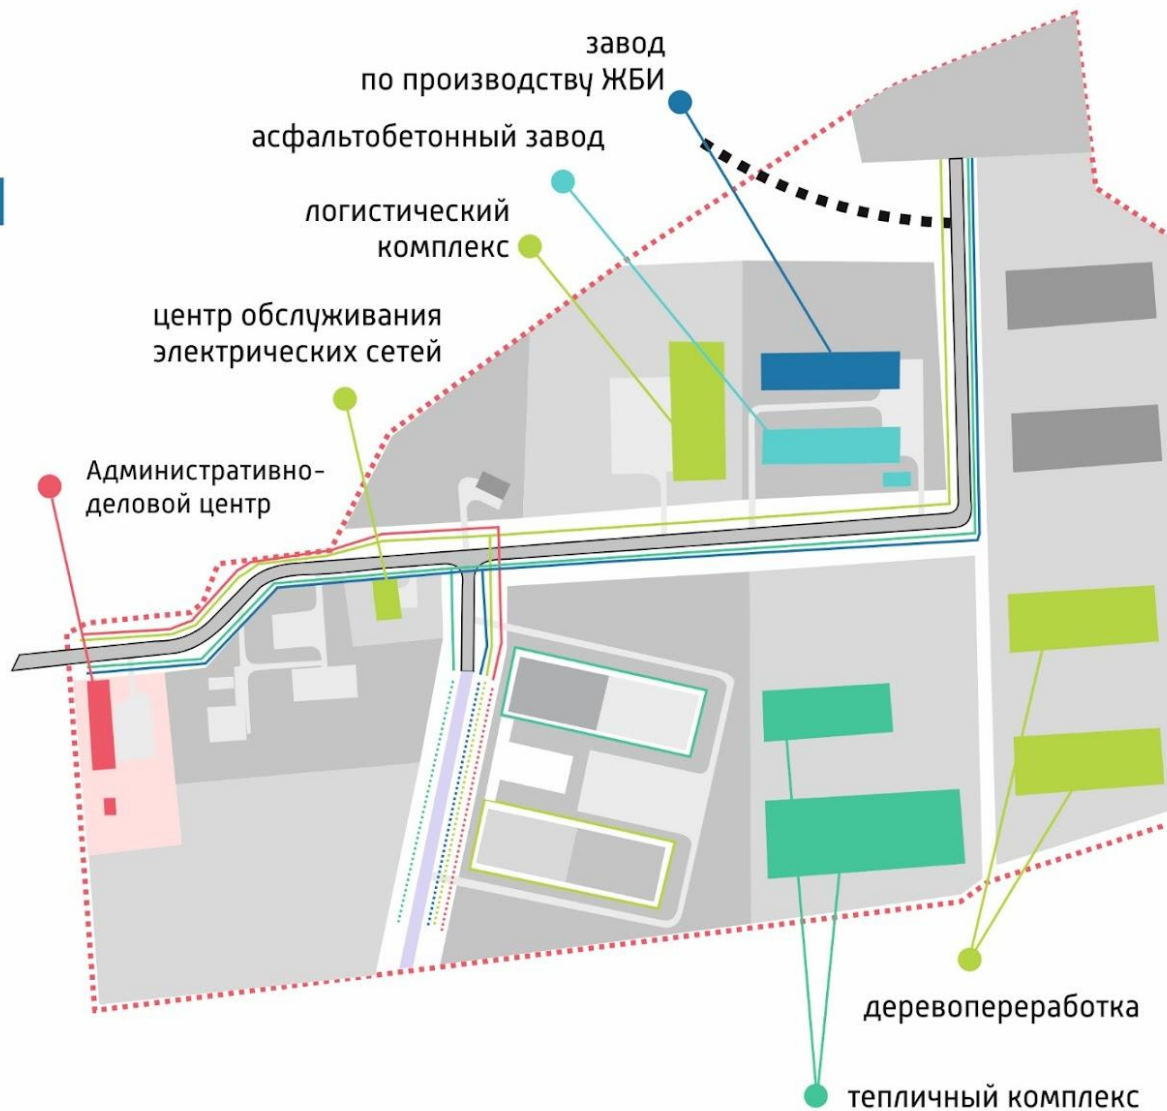 завод
по производству ЖБИ
асфальтобетонный завод
логистический
комплекс
центр обслуживания
электрических сетей
Административно-
деловой центр
деревопереработка
тепличный комплекс